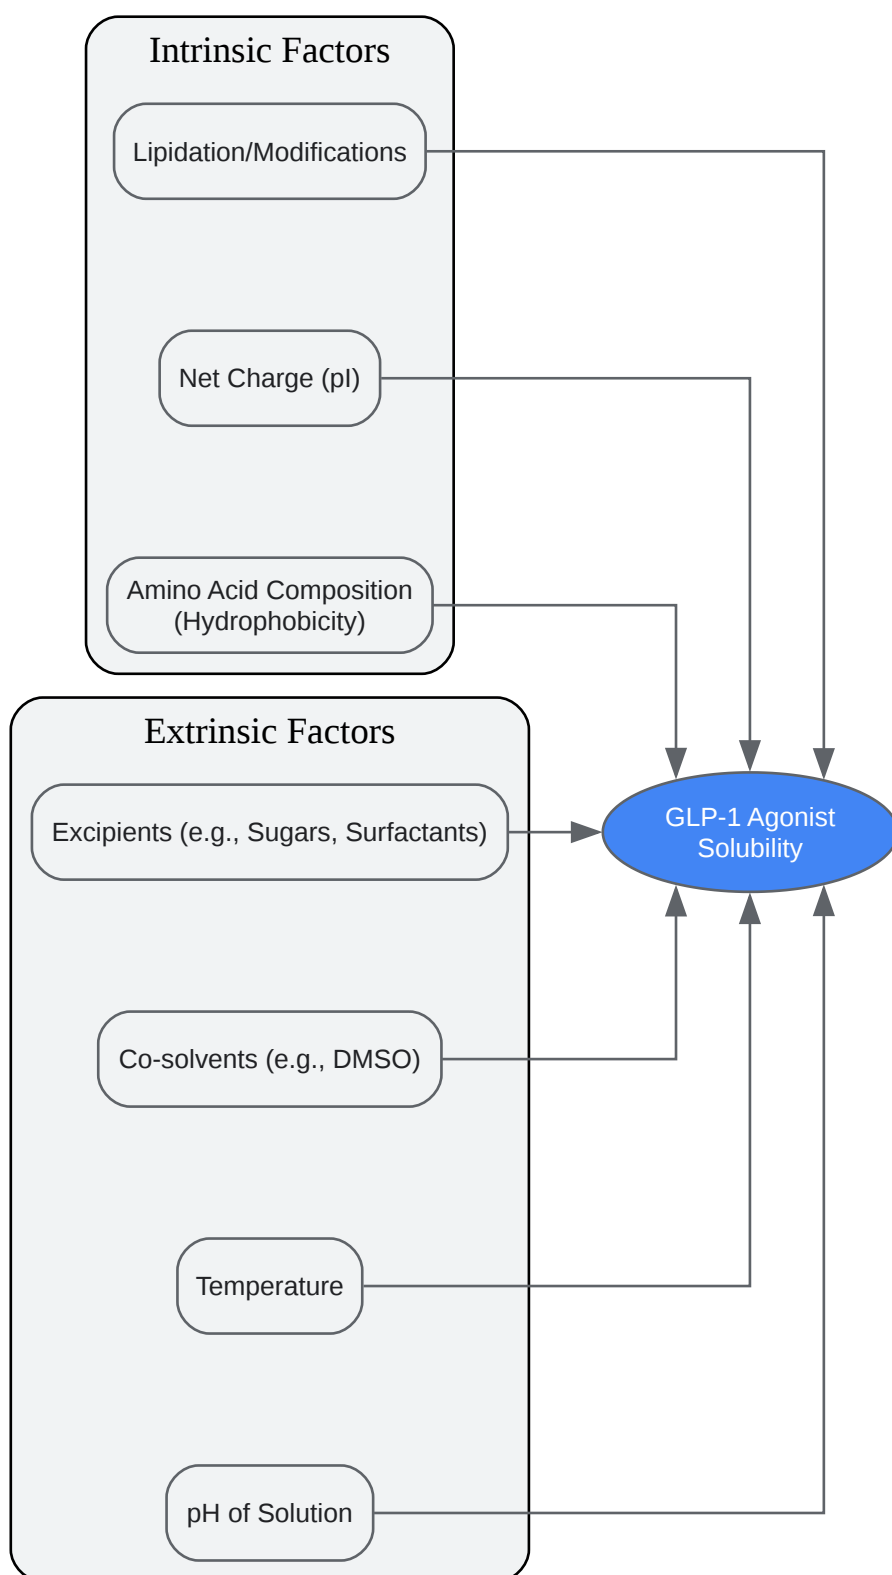 Intrinsic Factors
Lipidation/Modifications
Net Charge (pI)
Amino Acid Composition
(Hydrophobicity)
Extrinsic Factors
Excipients (e.g., Sugars, Surfactants)
GLP-1 Agonist
Solubility
Co-solvents (e.g., DMSO)
Temperature
pH of Solution